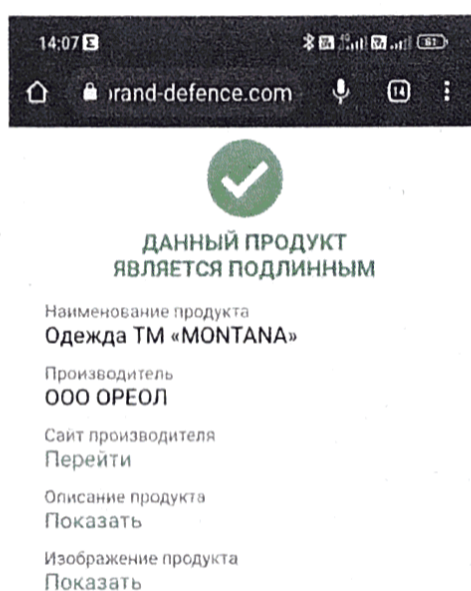 14:07
brand-defence.com
14
ДАННЫЙ ПРОДУКТ
ЯВЛЯЕТСЯ ПОДЛИННЫМ
Наименование продукта
Одежда ТМ «MONTANA»
Производитель
ООО ОРЕОЛ
Сайт производителя
Перейти
Описание продукта
Показать
Изображение продукта
Показать